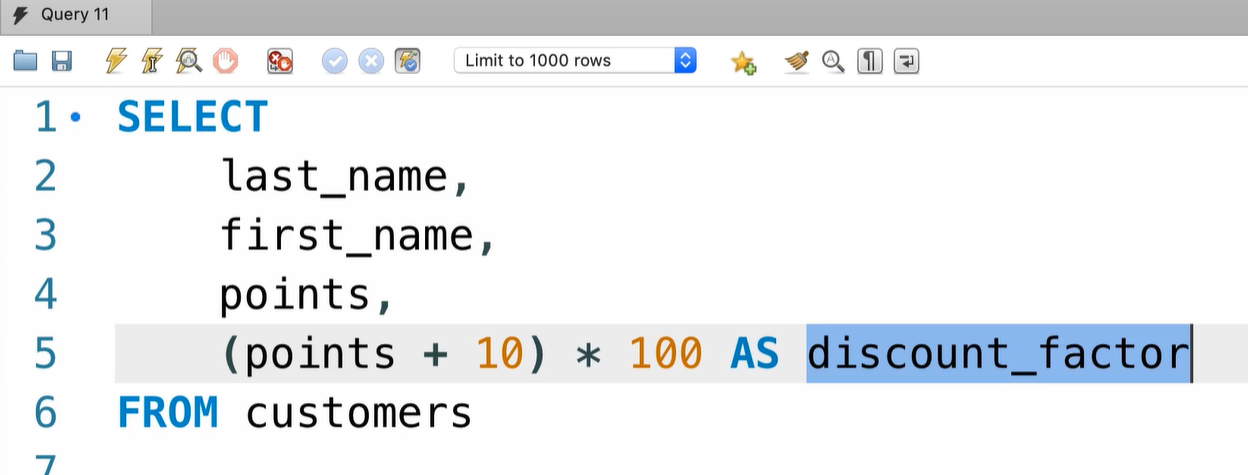 Query 11
Limit to 1000 rows
1 SELECT
2 last_name,
3 first_name,
4 points,
5 (points + 10) * 100 AS discount_factor
6 FROM customers
7